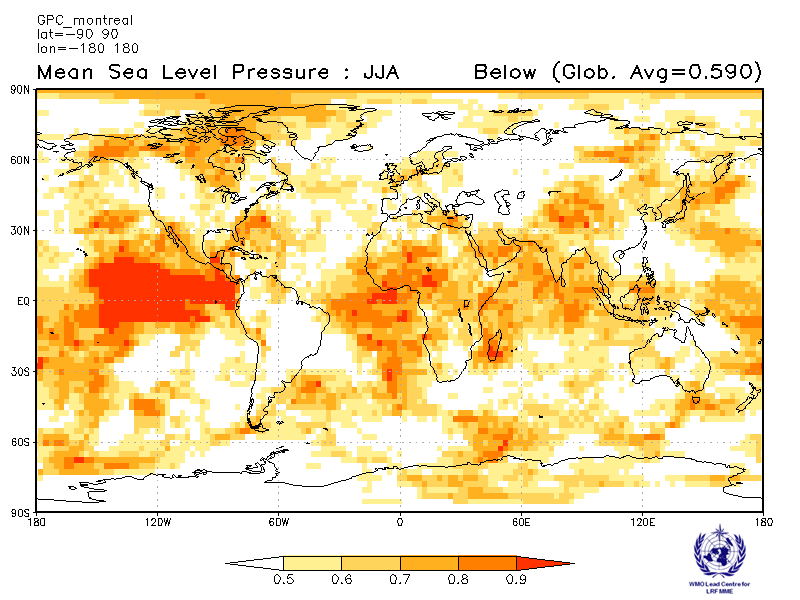 GPC_montreal
lat=-90 90
lon=-180 180
Mean Sea Level Pressure : JJA Below (Glob. Avg=0.590)
90N
60N
30N
EQ
30S
60S
90S
180 120W 60W 0 60E 120E 180
0.5 0.6 0.7 0.8 0.9
WMO Lead Centre for
LRF MME